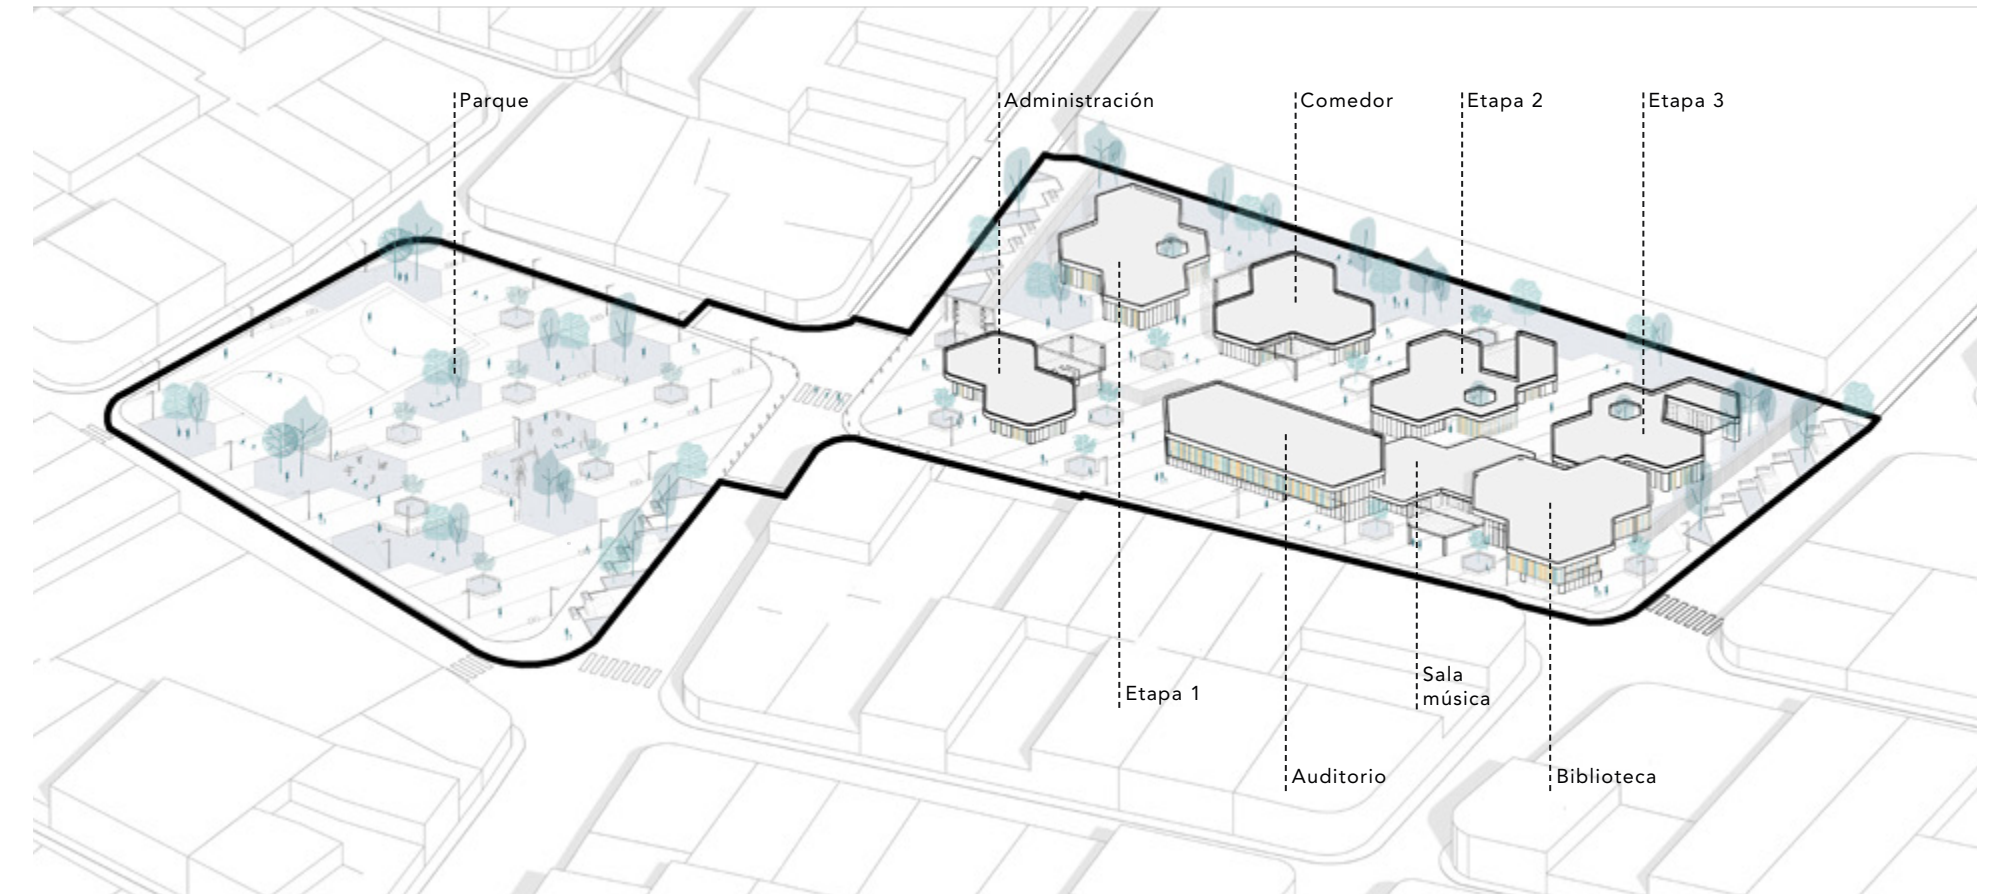 Parque
Administración
Comedor
Etapa 2
Etapa 3
Sala
música
Etapa 1
Auditorio
Biblioteca